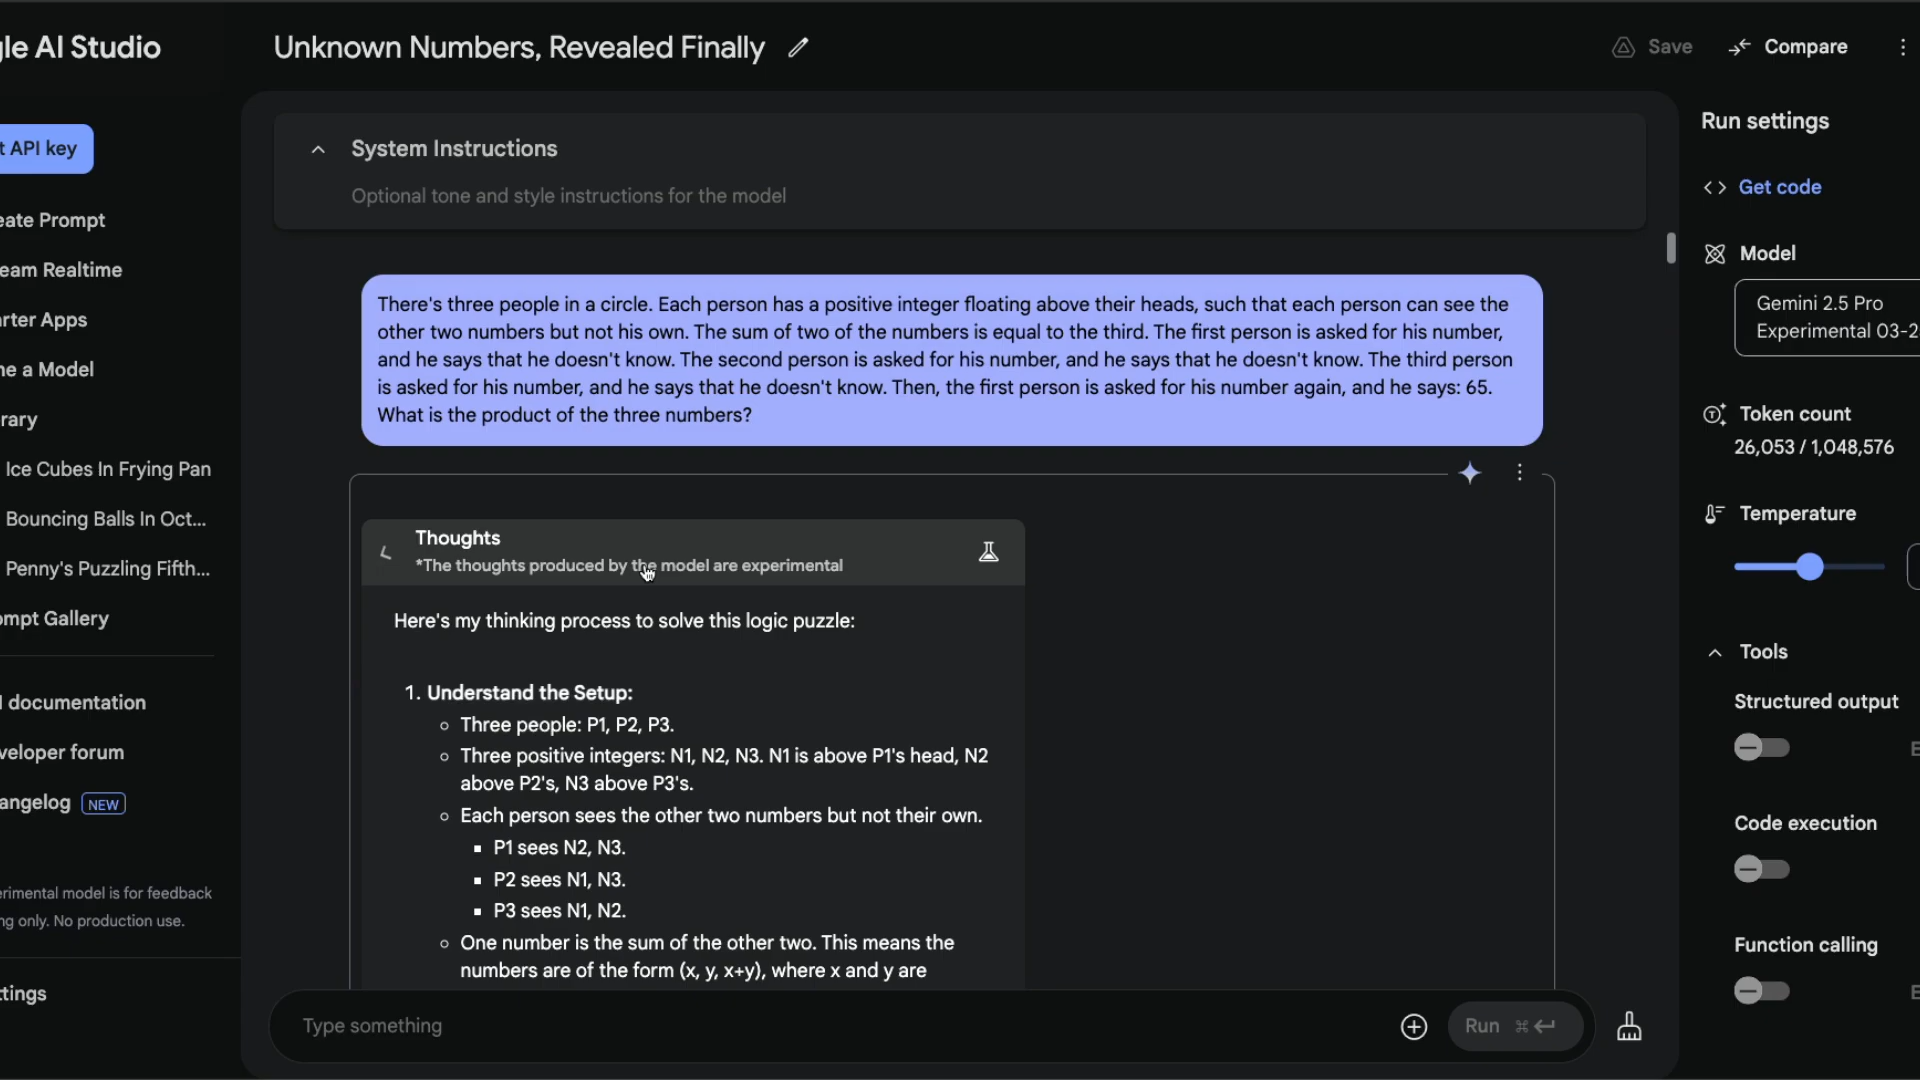 gle AI Studio
Unknown Numbers, Revealed Finally
Save
Compare
t API key
eate Prompt
eam Realtime
arter Apps
ne a Model
rary
Ice Cubes In Frying Pan
Bouncing Balls In Oct...
Penny's Puzzling Fifth...
ompt Gallery
I documentation
veloper forum
angelog NEW
erimental model is for feedback
ng only. No production use.
ttings
System Instructions
Optional tone and style instructions for the model
There's three people in a circle. Each person has a positive integer floating above their heads, such that each person can see the
other two numbers but not his own. The sum of two of the numbers is equal to the third. The first person is asked for his number,
and he says that he doesn't know. The second person is asked for his number, and he says that he doesn't know. The third person
is asked for his number, and he says that he doesn't know. Then, the first person is asked for his number again, and he says: 65.
What is the product of the three numbers?
Thoughts
*The thoughts produced by the model are experimental
Here's my thinking process to solve this logic puzzle:
1. Understand the Setup:
Three people: P1, P2, P3.
Three positive integers: N1, N2, N3. N1 is above P1's head, N2
above P2's, N3 above P3's.
Each person sees the other two numbers but not their own.
P1 sees N2, N3.
P2 sees N1, N3.
P3 sees N1, N2.
One number is the sum of the other two. This means the
numbers are of the form (x, y, x+y), where x and y are
Type something
Run ⌘
Run settings
<> Get code
Model
Gemini 2.5 Pro
Experimental 03-2
Token count
26,053 / 1,048,576
Temperature
Tools
Structured output
E
Code execution
Function calling
E